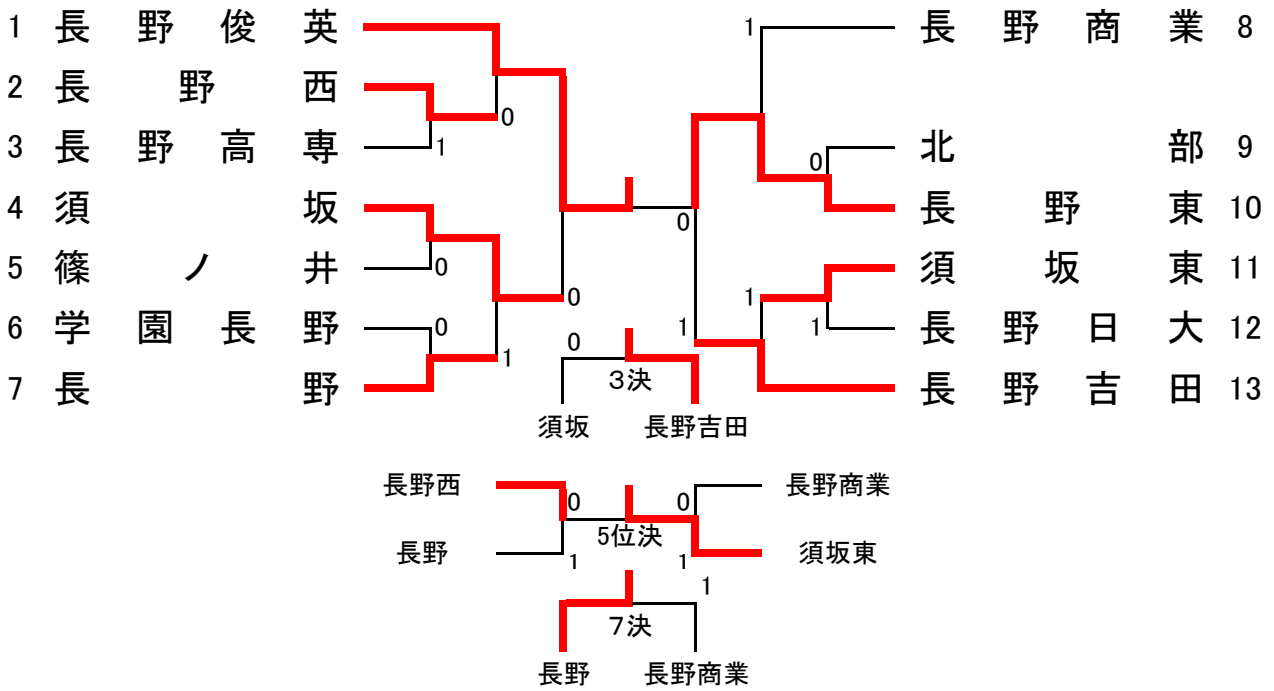 1 長野俊英
2 長野西
3 長野高専
4 須坂
5 篠ノ井
6 学園長野
7 長野
0
1
0
0
1
0
0
1
長野商業 8
北部 9
長野東 10
須坂東 11
長野日大 12
長野吉田 13
0
1
1
0
1
0
3決
須坂 長野吉田
長野西 0 0 長野商業
5位決
長野 1 1 須坂東
1
7決
長野 長野商業